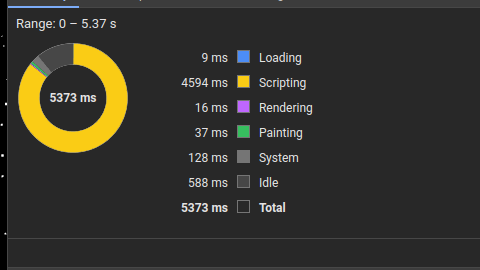 Range: 0 – 5.37 s
5373 ms
9 ms Loading
4594 ms Scripting
16 ms Rendering
37 ms Painting
128 ms System
588 ms Idle
5373 ms Total